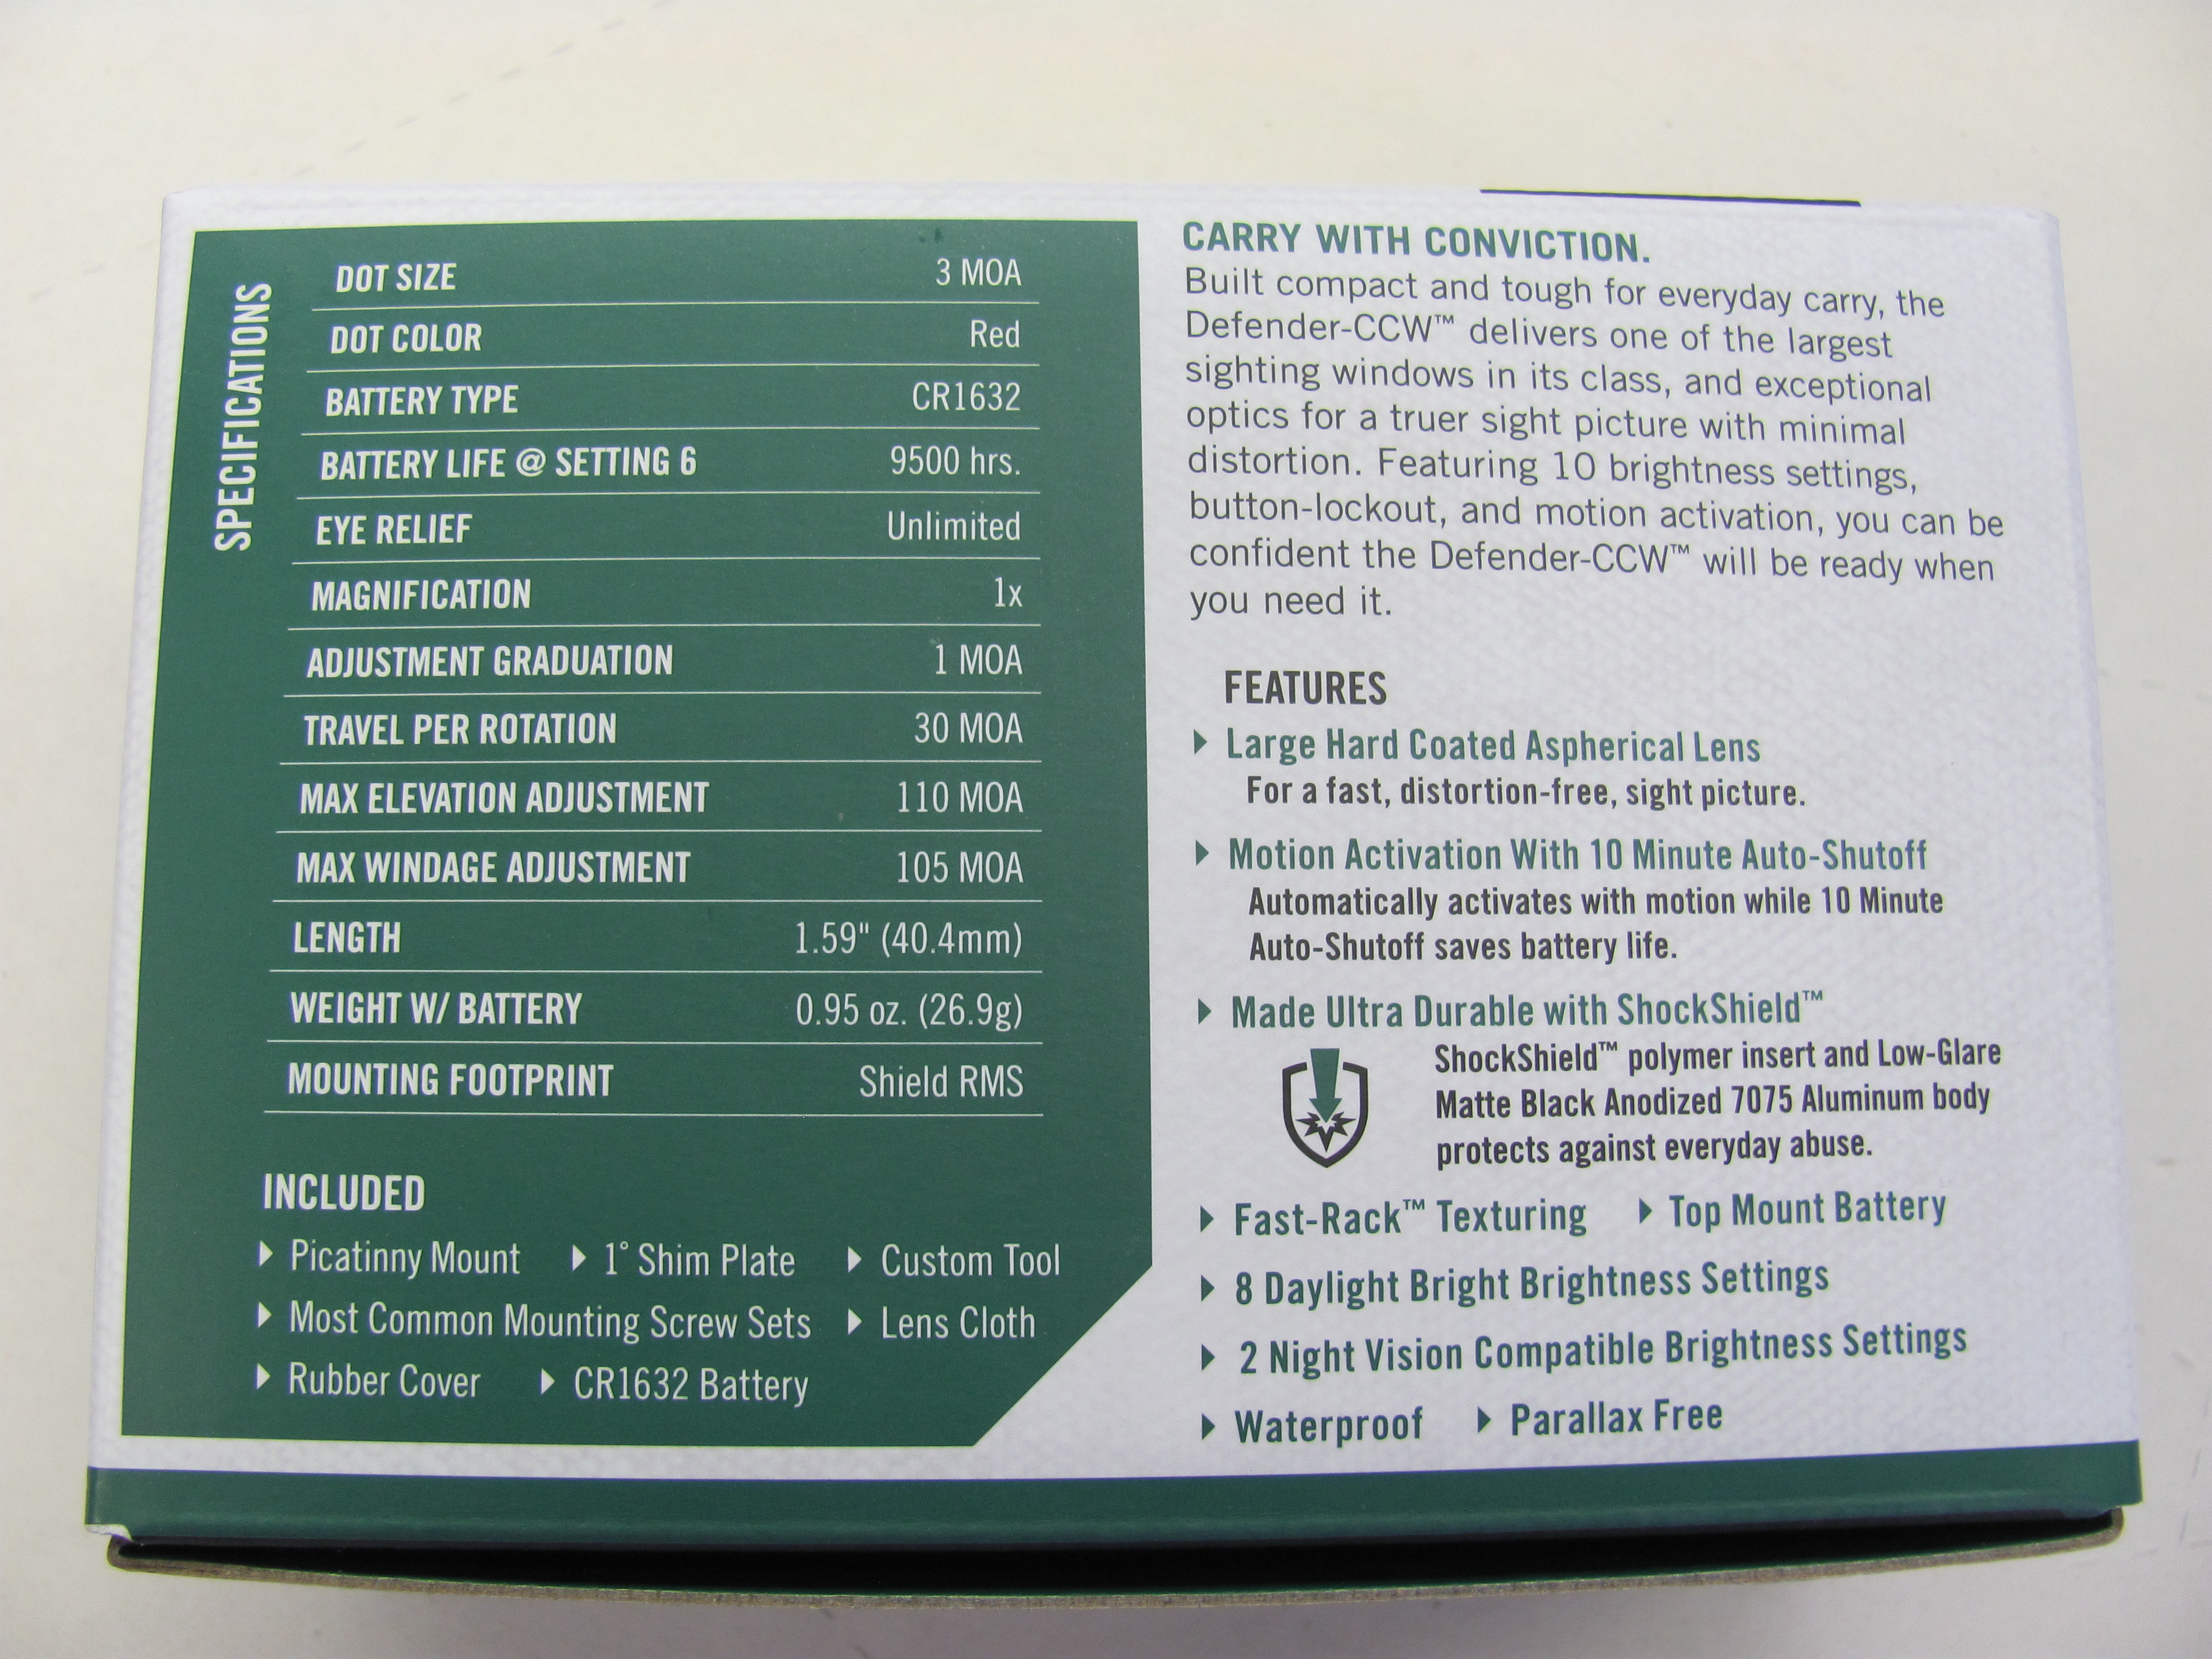 SPECIFICATIONS
DOT SIZE 3 MOA
DOT COLOR Red
BATTERY TYPE CR1632
BATTERY LIFE @ SETTING 6 9500 hrs.
EYE RELIEF Unlimited
MAGNIFICATION 1x
ADJUSTMENT GRADUATION 1 MOA
TRAVEL PER ROTATION 30 MOA
MAX ELEVATION ADJUSTMENT 110 MOA
MAX WINDAGE ADJUSTMENT 105 MOA
LENGTH 1.59" (40.4mm)
WEIGHT W/ BATTERY 0.95 oz. (26.9g)
MOUNTING FOOTPRINT Shield RMS
INCLUDED
Picatinny Mount 1° Shim Plate Custom Tool
Most Common Mounting Screw Sets Lens Cloth
Rubber Cover CR1632 Battery
CARRY WITH CONVICTION.
Built compact and tough for everyday carry, the
Defender-CCW™ delivers one of the largest
sighting windows in its class, and exceptional
optics for a truer sight picture with minimal
distortion. Featuring 10 brightness settings,
button-lockout, and motion activation, you can be
confident the Defender-CCW™ will be ready when
you need it.
FEATURES
Large Hard Coated Aspherical Lens
For a fast, distortion-free, sight picture.
Motion Activation With 10 Minute Auto-Shutoff
Automatically activates with motion while 10 Minute
Auto-Shutoff saves battery life.
Made Ultra Durable with ShockShield™
ShockShield™ polymer insert and Low-Glare
Matte Black Anodized 7075 Aluminum body
protects against everyday abuse.
Fast-Rack™ Texturing Top Mount Battery
8 Daylight Bright Brightness Settings
2 Night Vision Compatible Brightness Settings
Waterproof Parallax Free